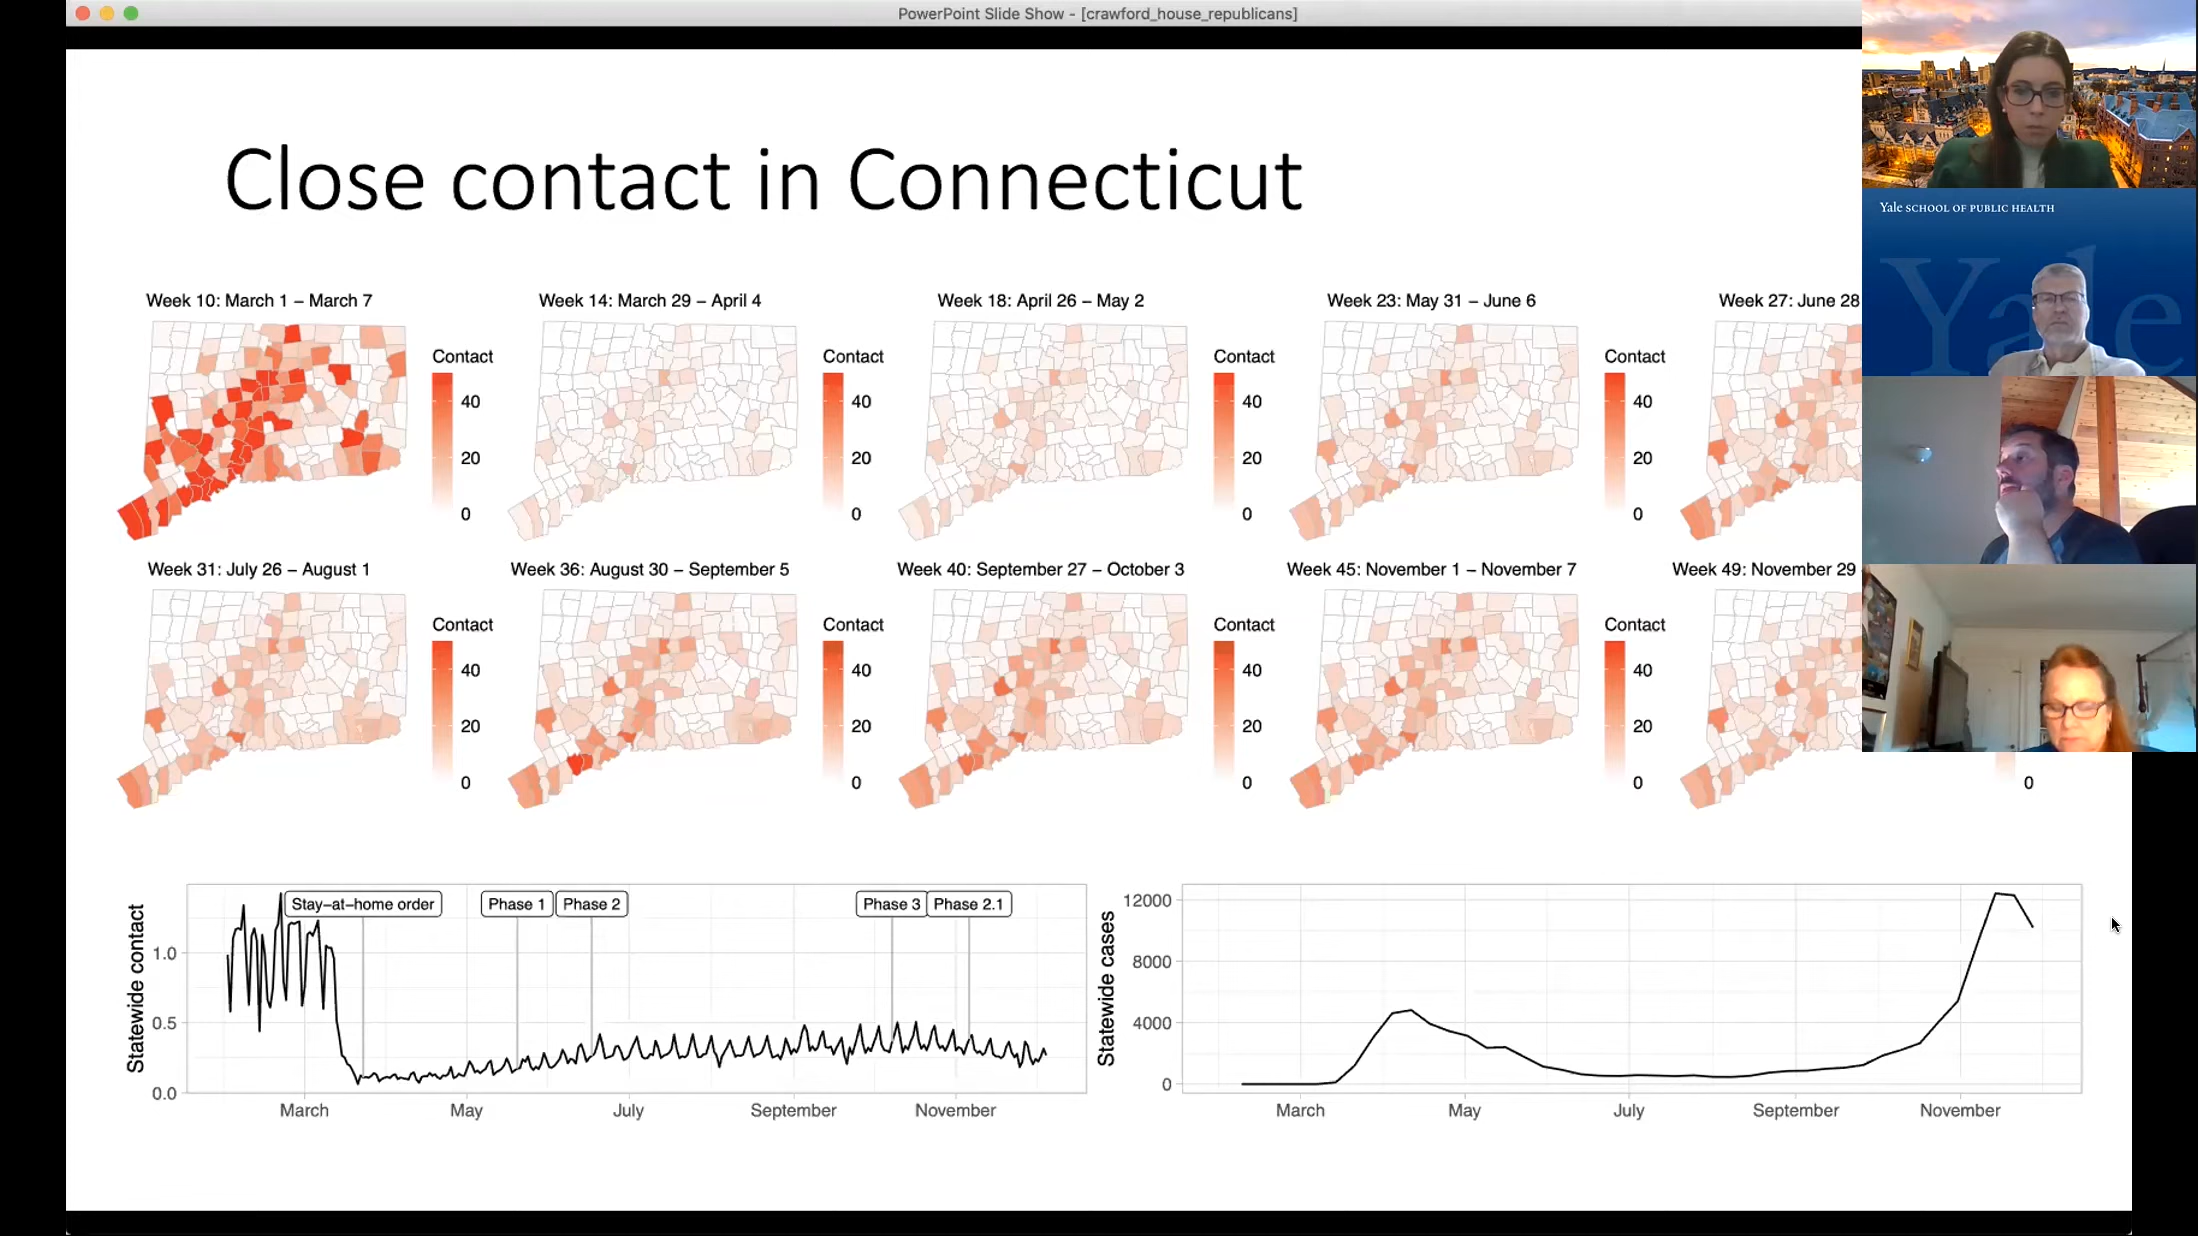 PowerPoint Slide Show - [crawford_house_republicans]
Yale SCHOOL OF PUBLIC HEALTH
Yale
Close contact in Connecticut
Week 10: March 1 – March 7
Week 14: March 29 – April 4
Week 18: April 26 – May 2
Week 23: May 31 – June 6
Week 27: June 28
Contact
40
20
0
Contact
40
20
0
Contact
40
20
0
Contact
40
20
0
Week 31: July 26 – August 1
Week 36: August 30 – September 5
Week 40: September 27 – October 3
Week 45: November 1 – November 7
Week 49: November 29
Contact
40
20
0
Contact
40
20
0
Contact
40
20
0
Contact
40
20
0
0
Statewide contact
1.0
0.5
0.0
Stay–at–home order
Phase 1
Phase 2
Phase 3
Phase 2.1
March
May
July
September
November
Statewide cases
12000
8000
4000
0
March
May
July
September
November